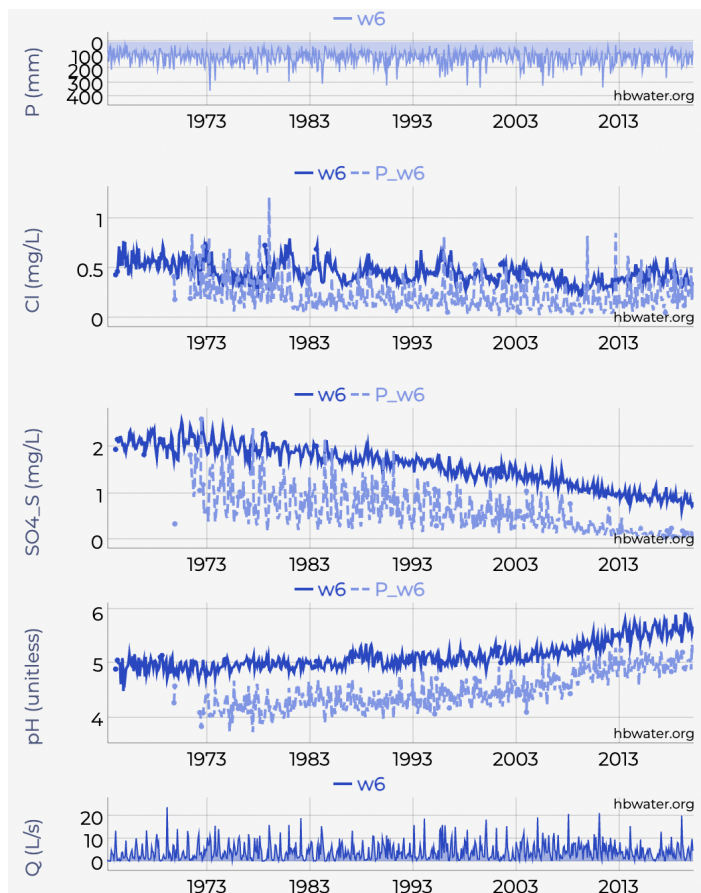 w6
P (mm)
0
100
200
300
400
hbwater.org
1973 1983 1993 2003 2013
w6 P_w6
Cl (mg/L)
1
0.5
0
hbwater.org
1973 1983 1993 2003 2013
w6 P_w6
SO4_S (mg/L)
2
1
0
hbwater.org
1973 1983 1993 2003 2013
w6 P_w6
pH (unitless)
6
5
4
hbwater.org
1973 1983 1993 2003 2013
w6
Q (L/s)
hbwater.org
20
10
0
1973 1983 1993 2003 2013